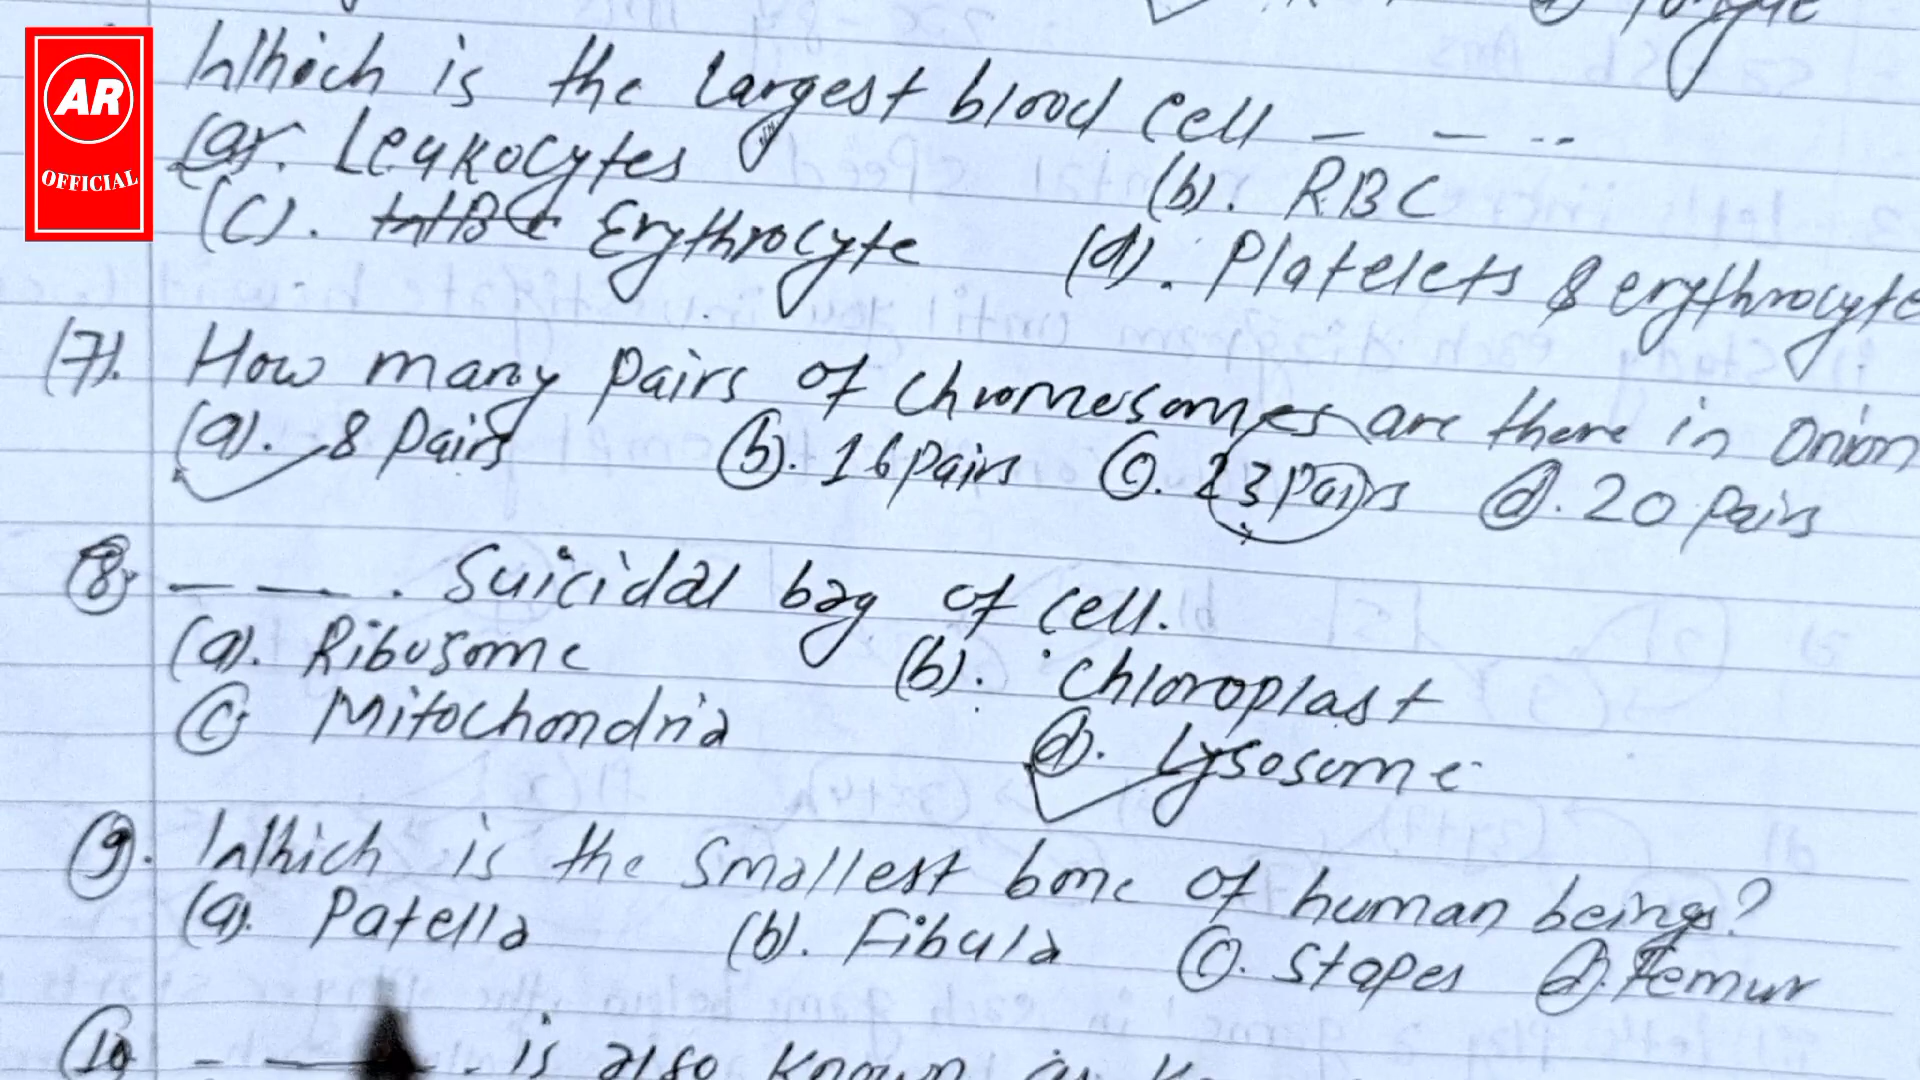 AR
OFFICIAL
Which is the largest blood cell _ _ ..
(a). Leukocytes (b). RBC
(c). Erythrocyte (d). Platelets & erythrocyte
(7). How many pairs of chromosomes are there in onion
(a). 8 pairs (b). 16 pairs (c). 23 pairs (d). 20 pairs
(8) _ _ . Suicidal bag of cell.
(a). Ribosome (b). Chloroplast
(c) Mitochondria (d). Lysosome
(9). Which is the smallest bone of human beings?
(a). Patella (b). Fibula (c). Stapes (d). Femur
(10) _ __ . is also known as